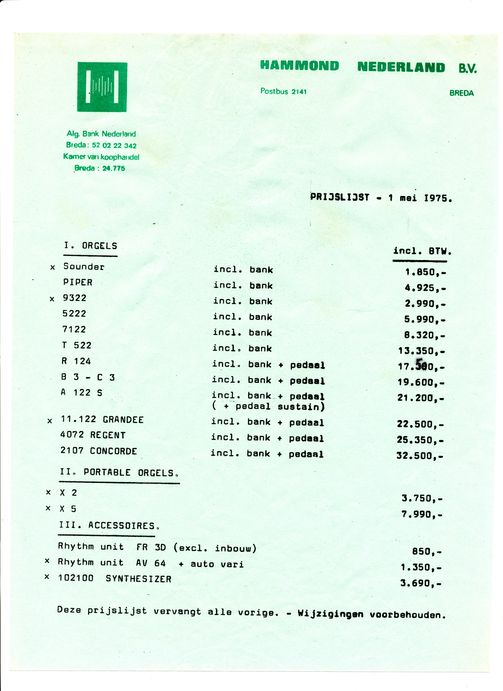 HAMMOND NEDERLAND B.V.
Postbus 2141 BREDA
Alg. Bank Nederland
Breda: 52 02 22 342
Kamer van koophandel
Breda: 24.775
PRIJSLIJST - 1 mei 1975.
I. ORGELS incl. BTW.
x Sounder incl. bank 1.850,-
PIPER incl. bank 4.925,-
x 9322 incl. bank 2.990,-
5222 incl. bank 5.990,-
7122 incl. bank 8.320,-
T 522 incl. bank 13.350,-
R 124 incl. bank + pedaal 17.500,-
B 3 - C 3 incl. bank + pedaal 19.600,-
A 122 S incl. bank + pedaal 21.200,-
( + pedaal sustain)
x 11.122 GRANDEE incl. bank + pedaal 22.500,-
4072 REGENT incl. bank + pedaal 25.350,-
2107 CONCORDE incl. bank + pedaal 32.500,-
II. PORTABLE ORGELS.
x X 2 3.750,-
x X 5 7.990,-
III. ACCESSOIRES.
Rhythm unit FR 3D (excl. inbouw) 850,-
x Rhythm unit AV 64 + auto vari 1.350,-
x 102100 SYNTHESIZER 3.690,-
Deze prijslijst vervangt alle vorige. - Wijzigingen voorbehouden.